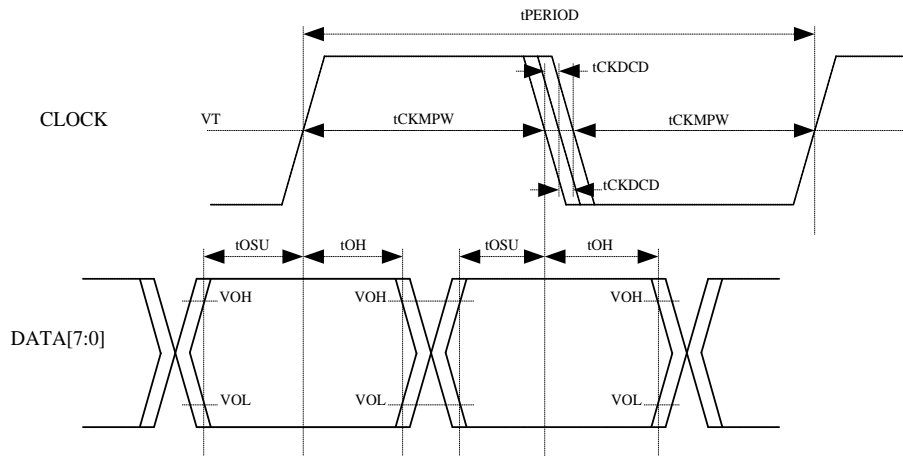 tPERIOD
tCKDCD
CLOCK
VT
tCKMPW
tCKMPW
tCKDCD
tOSU
tOH
tOSU
tOH
VOH
VOH
VOH
DATA[7:0]
VOL
VOL
VOL